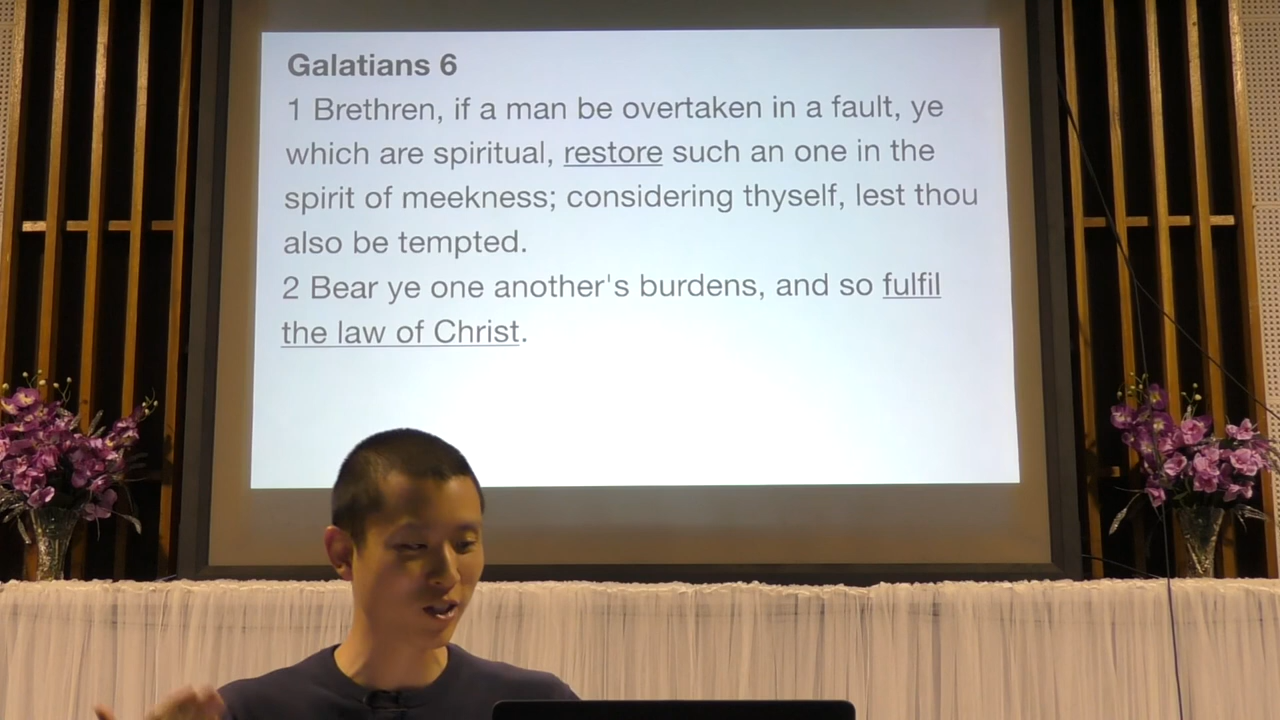 Galatians 6
1 Brethren, if a man be overtaken in a fault, ye
which are spiritual, restore such an one in the
spirit of meekness; considering thyself, lest thou
also be tempted.
2 Bear ye one another's burdens, and so fulfil
the law of Christ.